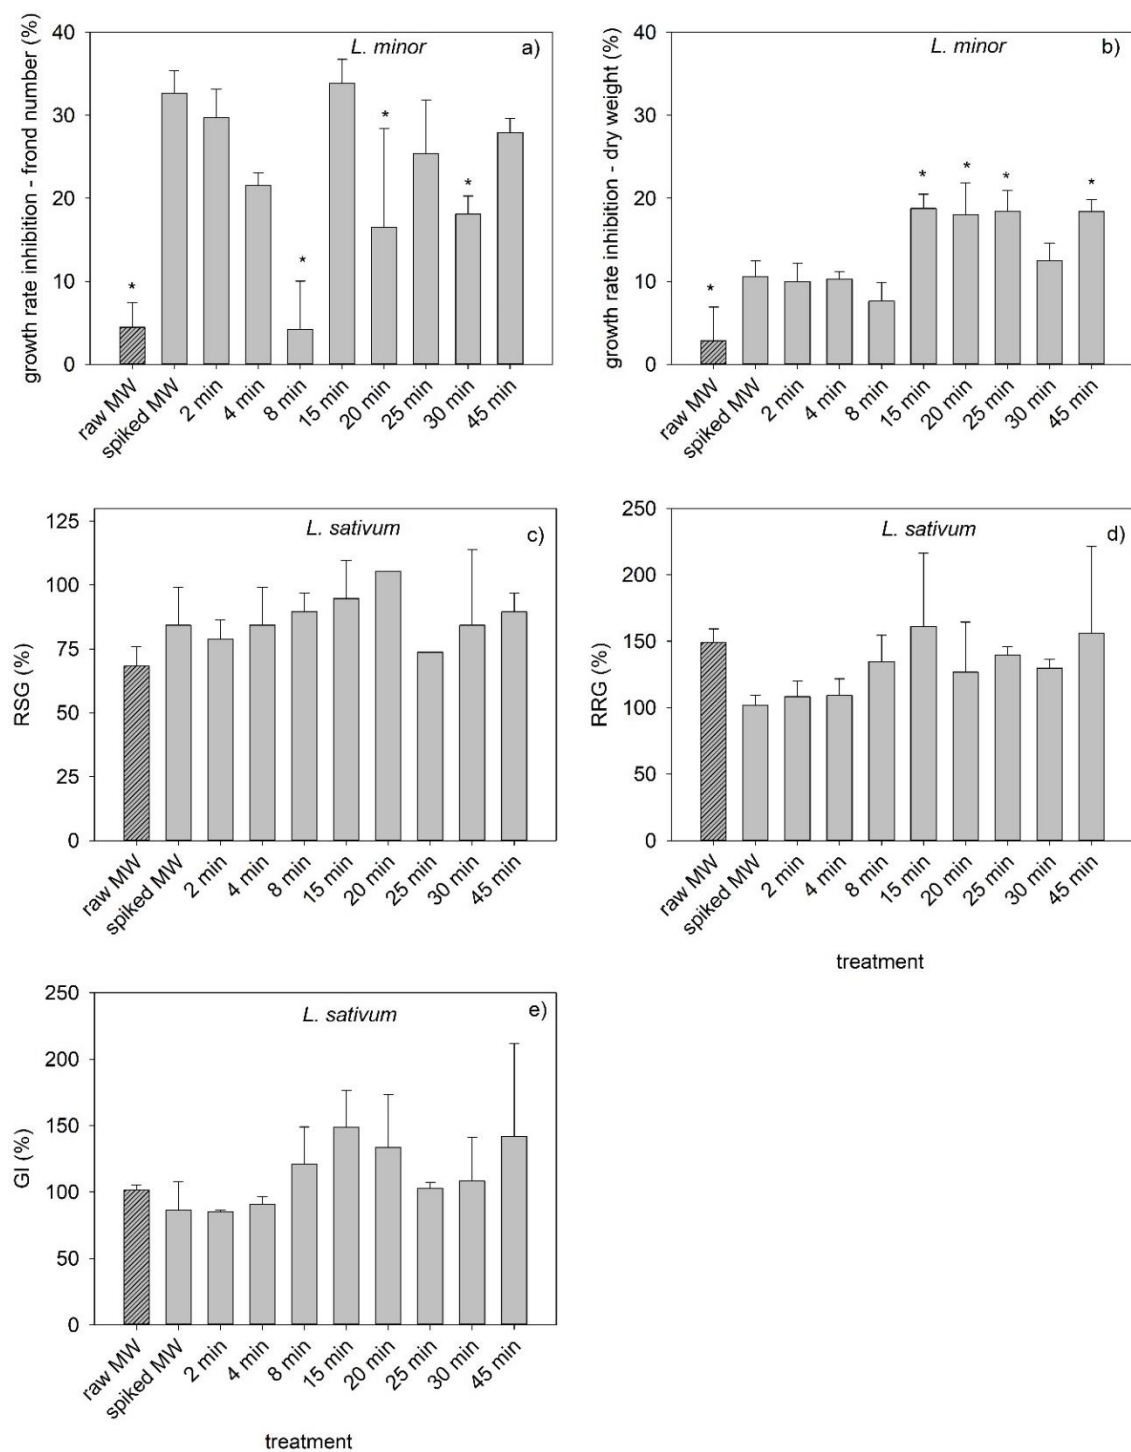 growth rate inhibition - frond number (%)
40
30
20
10
0
L. minor
a)
*
*
*
*
raw MW
spiked MW
2 min
4 min
8 min
15 min
20 min
25 min
30 min
45 min
growth rate inhibition - dry weight (%)
40
30
20
10
0
L. minor
b)
*
*
*
*
*
raw MW
spiked MW
2 min
4 min
8 min
15 min
20 min
25 min
30 min
45 min
RSG (%)
125
100
75
50
25
0
L. sativum
c)
raw MW
spiked MW
2 min
4 min
8 min
15 min
20 min
25 min
30 min
45 min
RRG (%)
250
200
150
100
50
0
L. sativum
d)
raw MW
spiked MW
2 min
4 min
8 min
15 min
20 min
25 min
30 min
45 min
treatment
GI (%)
250
200
150
100
50
0
L. sativum
e)
raw MW
spiked MW
2 min
4 min
8 min
15 min
20 min
25 min
30 min
45 min
treatment